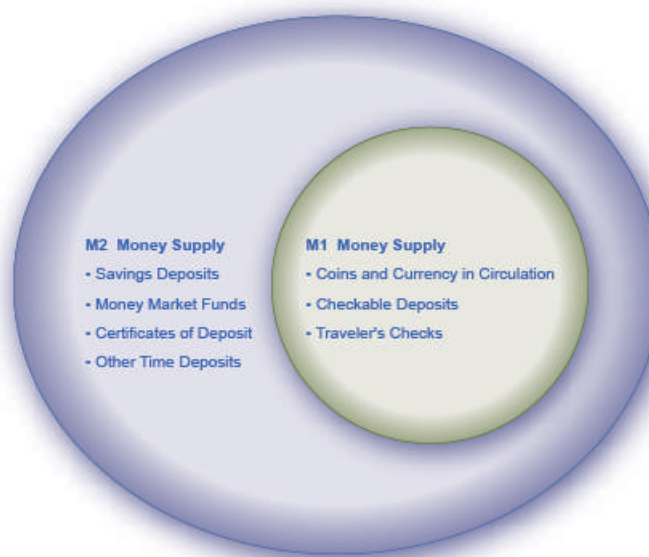 M2 Money Supply
- Savings Deposits
- Money Market Funds
- Certificates of Deposit
- Other Time Deposits
M1 Money Supply
- Coins and Currency in Circulation
- Checkable Deposits
- Traveler's Checks